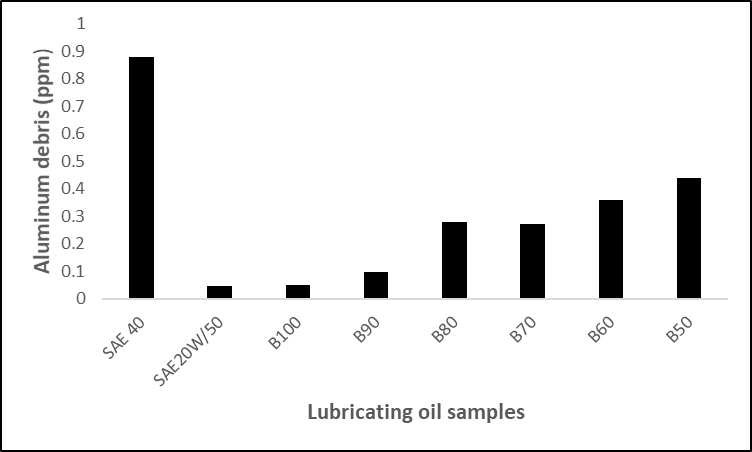 Aluminum debris (ppm)
1
0.9
0.8
0.7
0.6
0.5
0.4
0.3
0.2
0.1
0
SAE 40
SAE20W/50
B100
B90
B80
B70
B60
B50
Lubricating oil samples